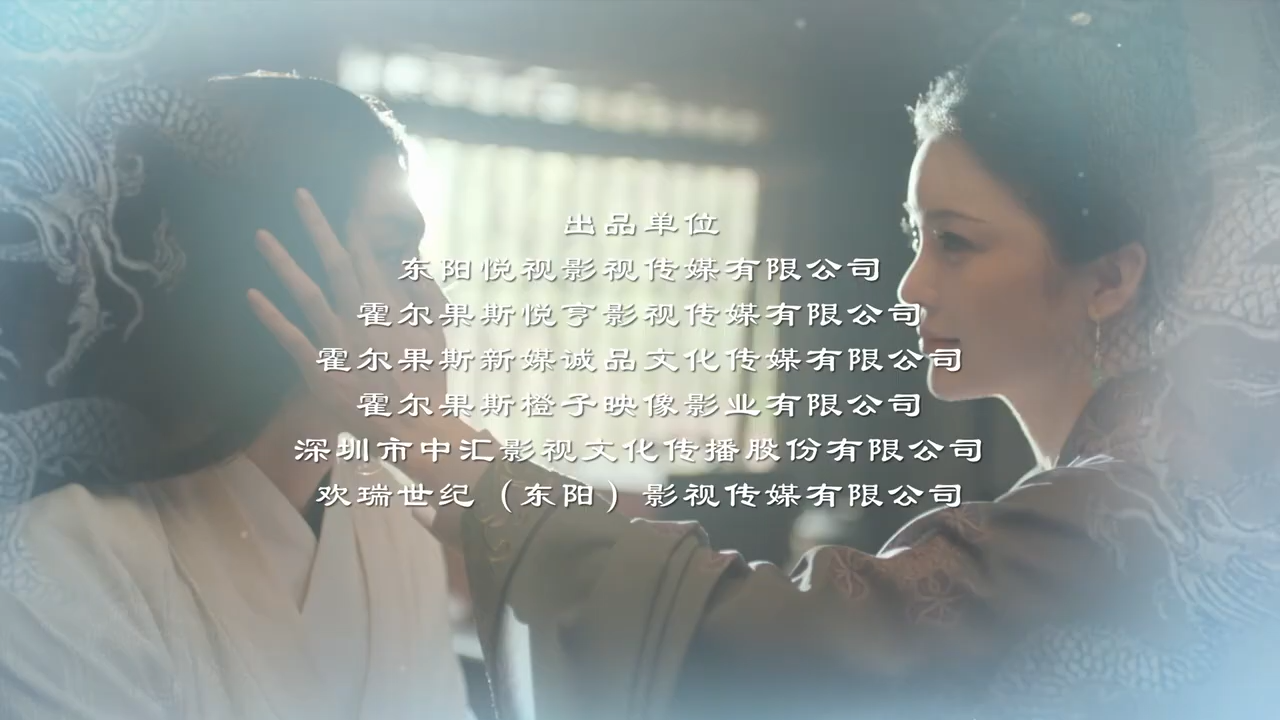 出品单位
东阳悦视影视传媒有限公司
霍尔果斯悦亨影视传媒有限公司
霍尔果斯新媒诚品文化传媒有限公司
霍尔果斯橙子映像影业有限公司
深圳市中汇影视文化传播股份有限公司
欢瑞世纪（东阳）影视传媒有限公司